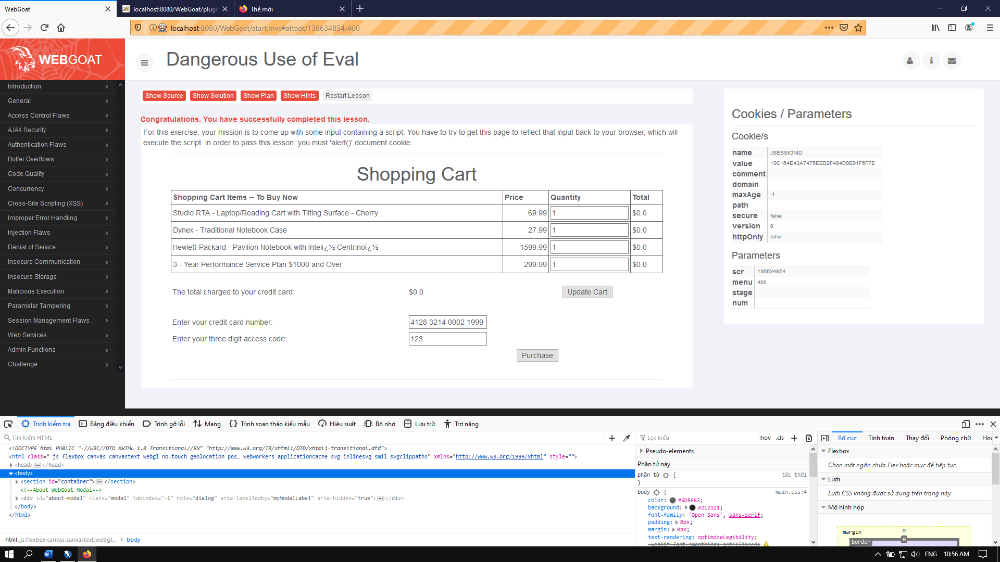 WebGoat
localhost:8080/WebGoat/plugin
Thẻ mới
localhost:8080/WebGoat/start.mvc#attack/136634854/400
WEBGOAT
Dangerous Use of Eval
Introduction
General
Access Control Flaws
AJAX Security
Authentication Flaws
Buffer Overflows
Code Quality
Concurrency
Cross-Site Scripting (XSS)
Improper Error Handling
Injection Flaws
Denial of Service
Insecure Communication
Insecure Storage
Malicious Execution
Parameter Tampering
Session Management Flaws
Web Services
Admin Functions
Challenge
Show Source Show Solution Show Plan Show Hints Restart Lesson
Congratulations. You have successfully completed this lesson.
For this exercise, your mission is to come up with some input containing a script. You have to try to get this page to reflect that input back to your browser, which will
execute the script. In order to pass this lesson, you must 'alert()' document.cookie.
Shopping Cart
Shopping Cart Items -- To Buy Now Price Quantity Total
Studio RTA - Laptop/Reading Cart with Tilting Surface - Cherry 69.99 1 $0.0
Dynex - Traditional Notebook Case 27.99 1 $0.0
Hewlett-Packard - Pavilion Notebook with Intelï¿½ Centrinoï¿½ 1599.99 1 $0.0
3 - Year Performance Service Plan $1000 and Over 299.99 1 $0.0
The total charged to your credit card: $0.0 Update Cart
Enter your credit card number: 4128 3214 0002 1999
Enter your three digit access code: 123
Purchase
Cookies / Parameters
Cookie/s
name JSESSIONID
value 19C164E43A7475EED2F494D9E91F6F7E
comment
domain
maxAge -1
path
secure false
version 0
httpOnly false
Parameters
scr 136634854
menu 400
stage
num
Trình kiểm tra Bảng điều khiển Trình gỡ lỗi Mạng {} Trình soạn thảo kiểu mẫu Hiệu suất Bộ nhớ Lưu trữ Trợ năng
Tìm kiếm HTML
<!DOCTYPE html PUBLIC "-//W3C//DTD XHTML 1.0 Transitional//EN" "http://www.w3.org/TR/xhtml1/DTD/xhtml1-transitional.dtd">
<html class=" js flexbox canvas canvastext webgl no-touch geolocation pos… webworkers applicationcache svg inlinesvg smil svgclippaths" xmlns="http://www.w3.org/1999/xhtml" style="">
<head>…</head>
<body>
<section id="container">…</section>
<!--About WebGoat Modal-->
<div id="about-modal" class="modal" tabindex="-1" role="dialog" aria-labelledby="myModalLabel" aria-hidden="true">…</div>
</body>
</html>
html.js.flexbox.canvas.canvastext.webgl… > body
Lọc kiểu :hov .cls
Pseudo-elements
Phần tử này
phần tử { tức thời
}
body { main.css:4
color: #5D5F63;
background: #212121;
font-family: 'Open Sans', sans-serif;
padding: 0px;
margin: 0px;
text-rendering: optimizeLegibility;
-webkit-font-smoothing: antialiased;
Bố cục Tính toán Thay đổi Phông chữ Hoạ
Flexbox
Chọn một ngăn chứa Flex hoặc mục để tiếp tục.
Lưới
Lưới CSS không được sử dụng trên trang này
Mô hình hộp
margin 0
border 0
ENG 10:56 AM